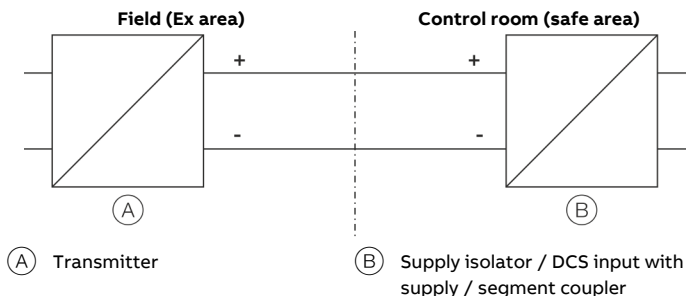 Field (Ex area) Control room (safe area)
+ +
- -
A B
A Transmitter B Supply isolator / DCS input with
supply / segment coupler